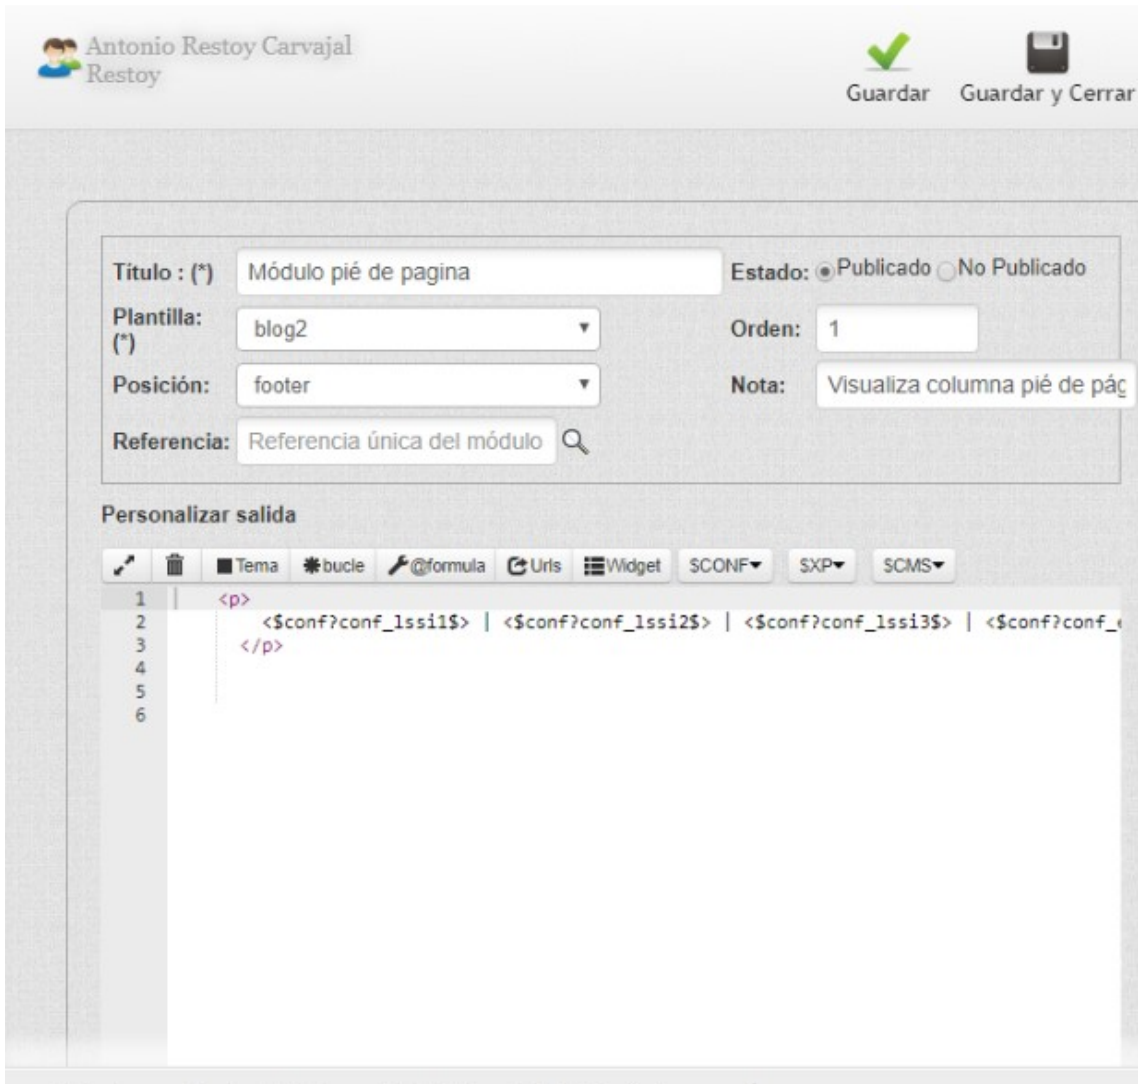 Antonio Restoy Carvajal
Restoy
Guardar Guardar y Cerrar
Título : (*) Módulo pié de pagina Estado: Publicado No Publicado
Plantilla: (*) blog2 Orden: 1
Posición: footer Nota: Visualiza columna pié de pág
Referencia: Referencia única del módulo
Personalizar salida
Tema bucle @formula Urls Widget $CONF $XP $CMS
1 <p>
2 <$conf?conf_lssi1$> | <$conf?conf_lssi2$> | <$conf?conf_lssi3$> | <$conf?conf_e
3 </p>
4
5
6